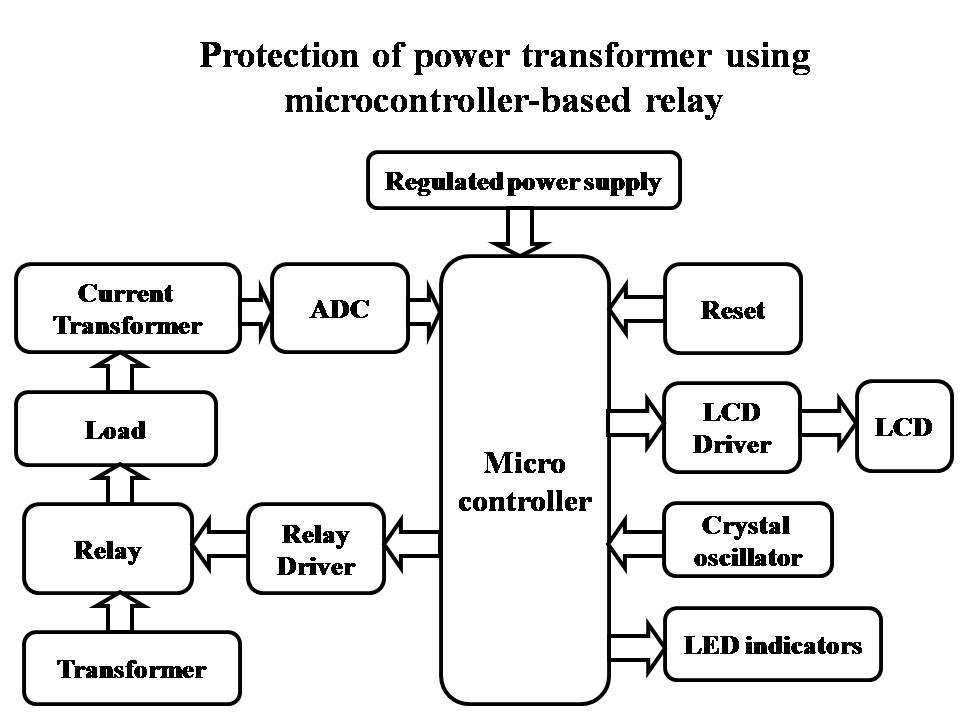 Protection of power transformer using
microcontroller-based relay
Regulated power supply
Current
Transformer
ADC
Reset
Load
LCD
Driver
LCD
Micro
controller
Relay
Relay
Driver
Crystal
oscillator
Transformer
LED indicators